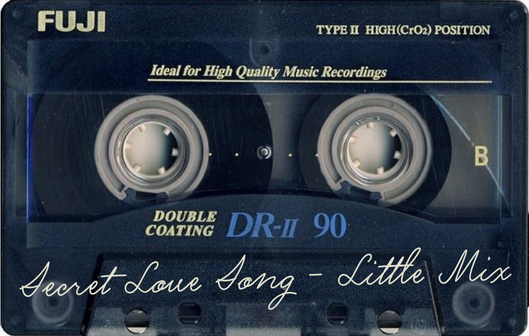 FUJI
TYPE II HIGH(CrO2) POSITION
Ideal for High Quality Music Recordings
B
DOUBLE
COATING DR-II 90
Secret Love Song - Little Mix